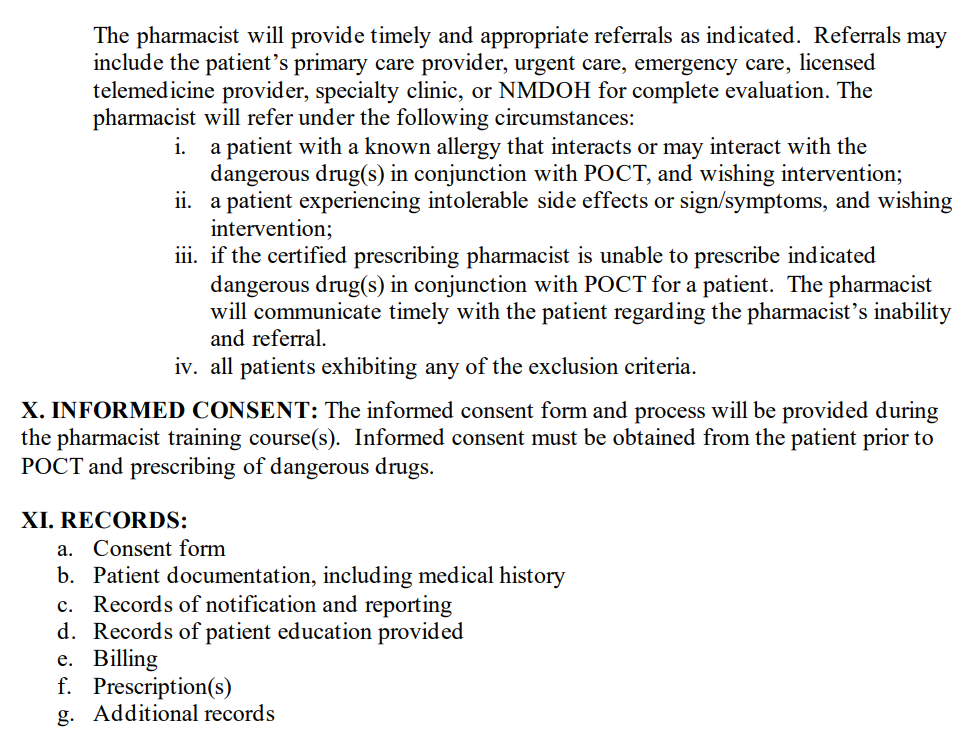 The pharmacist will provide timely and appropriate referrals as indicated.  Referrals may
include the patient's primary care provider, urgent care, emergency care, licensed
telemedicine provider, specialty clinic, or NMDOH for complete evaluation. The
pharmacist will refer under the following circumstances:
i. a patient with a known allergy that interacts or may interact with the
dangerous drug(s) in conjunction with POCT, and wishing intervention;
ii. a patient experiencing intolerable side effects or sign/symptoms, and wishing
intervention;
iii. if the certified prescribing pharmacist is unable to prescribe indicated
dangerous drug(s) in conjunction with POCT for a patient.  The pharmacist
will communicate timely with the patient regarding the pharmacist's inability
and referral.
iv. all patients exhibiting any of the exclusion criteria.
X. INFORMED CONSENT: The informed consent form and process will be provided during
the pharmacist training course(s).  Informed consent must be obtained from the patient prior to
POCT and prescribing of dangerous drugs.
XI. RECORDS:
a. Consent form
b. Patient documentation, including medical history
c. Records of notification and reporting
d. Records of patient education provided
e. Billing
f. Prescription(s)
g. Additional records